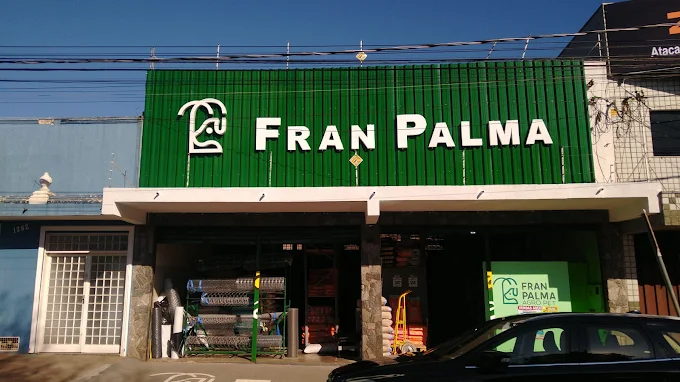 FRAN PALMA
Ataca
FRAN
PALMA
AGRO PET